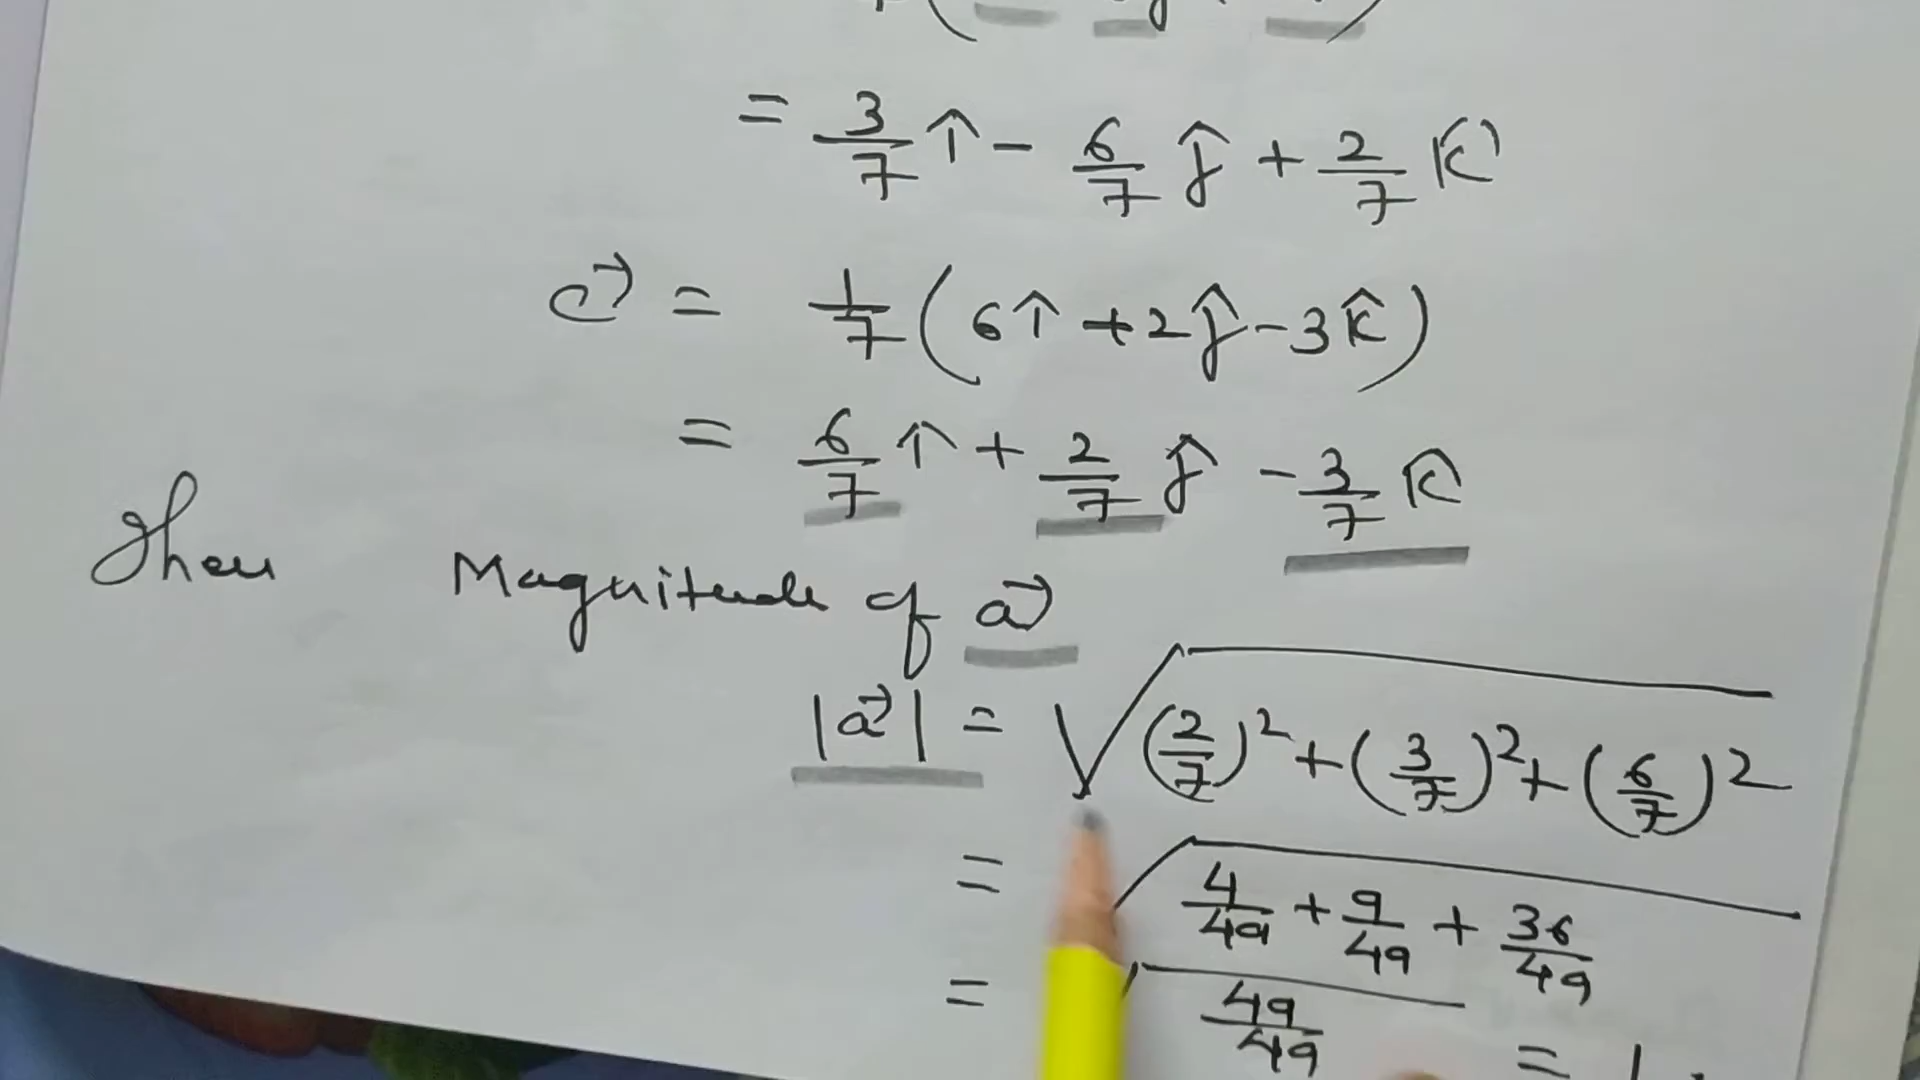 = 3/7 î - 6/7 ĵ + 2/7 k̂
c⃗ = 1/7 ( 6î + 2ĵ - 3k̂ )
= 6/7 î + 2/7 ĵ - 3/7 k̂
Then Magnitude of a⃗
|a⃗| = √( (2/7)² + (3/7)² + (6/7)² )
= √( 4/49 + 9/49 + 36/49 )
= √( 49/49 ) = 1.